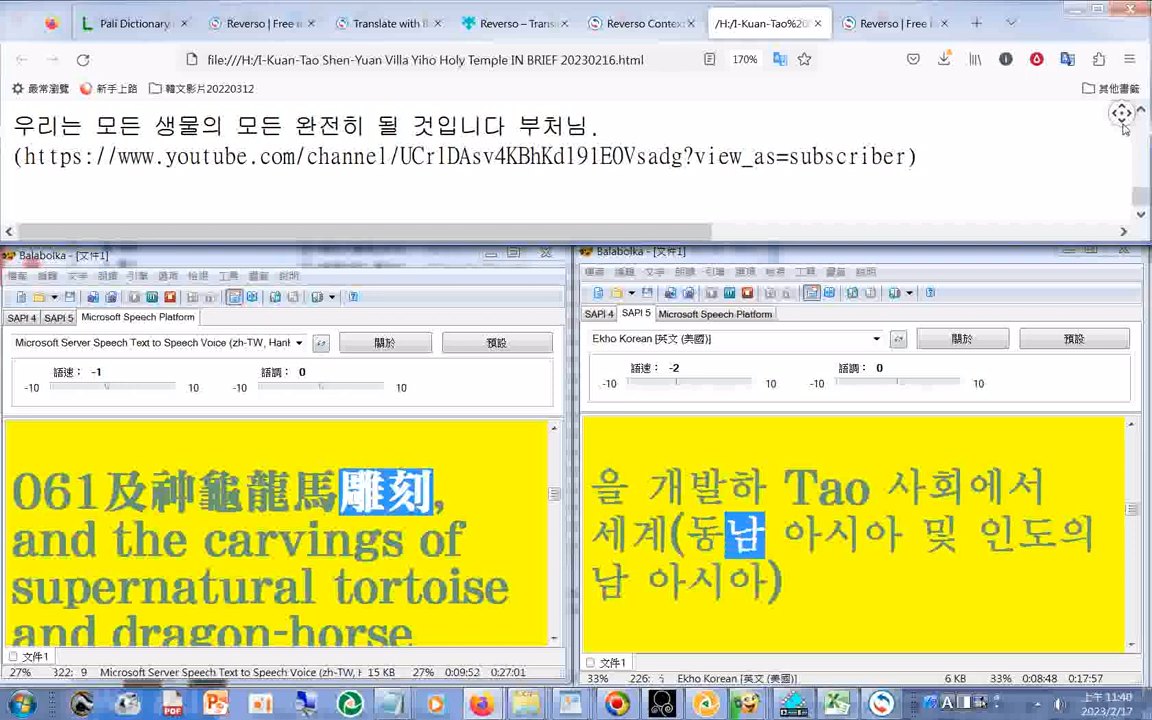 Pali Dictionary
Reverso | Free r
Translate with t
Reverso – Trans
Reverso Context
/H:/I-Kuan-Tao%20
Reverso | Free
file:///H:/I-Kuan-Tao Shen-Yuan Villa Yiho Holy Temple IN BRIEF 20230216.html
170%
最常瀏覽
新手上路
韓文影片20220312
其他書籤
우리는 모든 생물의 모든 완전히 될 것입니다 부처님.
(https://www.youtube.com/channel/UCrlDAsv4KBhKdl91EOVsadg?view_as=subscriber)
Balabolka - [文件1]
SAPI 4
SAPI 5
Microsoft Speech Platform
Microsoft Server Speech Text to Speech Voice (zh-TW, Hanl
關於
預設
語速： -1
語調： 0
-10
10
-10
10
061及神龜龍馬雕刻,
and the carvings of
supernatural tortoise
and dragon-horse
文件1
27%
322: 9
Microsoft Server Speech Text to Speech Voice (zh-TW, H
15 KB
27%
0:09:52
0:27:01
Balabolka - [文件1]
SAPI 4
SAPI 5
Microsoft Speech Platform
Ekho Korean [英文 (美國)]
關於
預設
語速： -2
語調： 0
-10
10
-10
10
을 개발하 Tao 사회에서
세계(동남 아시아 및 인도의
남 아시아)
文件1
33%
226:
Ekho Korean [英文 (美國)]
6 KB
33%
0:08:48
0:17:57
上午 11:40
2023/2/17